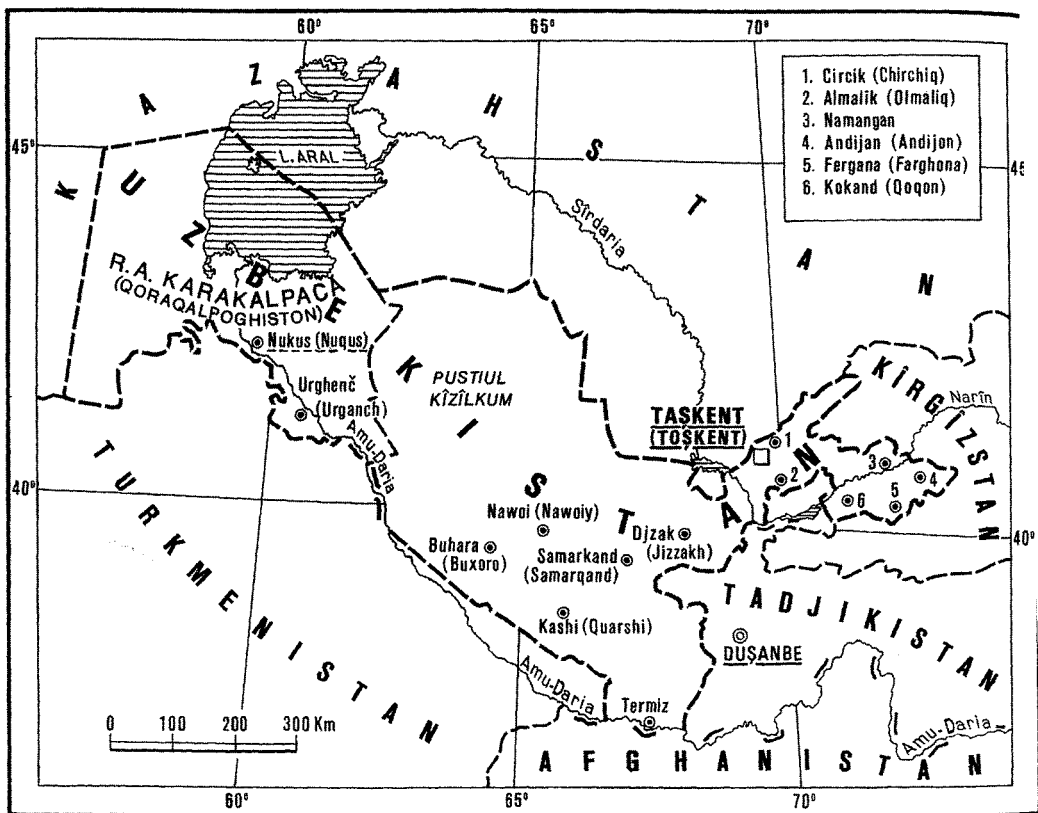 60°
65°
70°
K A Z A H S T A N
1. Circik (Chirchiq)
2. Almalik (Olmaliq)
3. Namangan
4. Andijan (Andijon)
5. Fergana (Farghona)
6. Kokand (Qoqon)
45°
45
L. ARAL
Sîrdaria
U Z B E K I S T A N
R.A. KARAKALPACĂ
(QORAQALPOGHISTON)
Nukus (Nuqus)
Urghenč
(Urganch)
Amu-Daria
PUSTIUL
KÎZÎLKUM
KÎRGÎZSTAN
Narîn
TAŞKENT
(TOŞKENT)
1
2
3
4
5
6
40°
40°
Nawoi (Nawoiy)
Buhara
(Buxoro)
Djzak
(Jizzakh)
Samarkand
(Samarqand)
Kashi (Quarshi)
TURKMENISTAN
TADJIKISTAN
DUŞANBE
Amu-Daria
Termiz
Amu-Daria
0 100 200 300 Km
AFGHANISTAN
60°
65°
70°